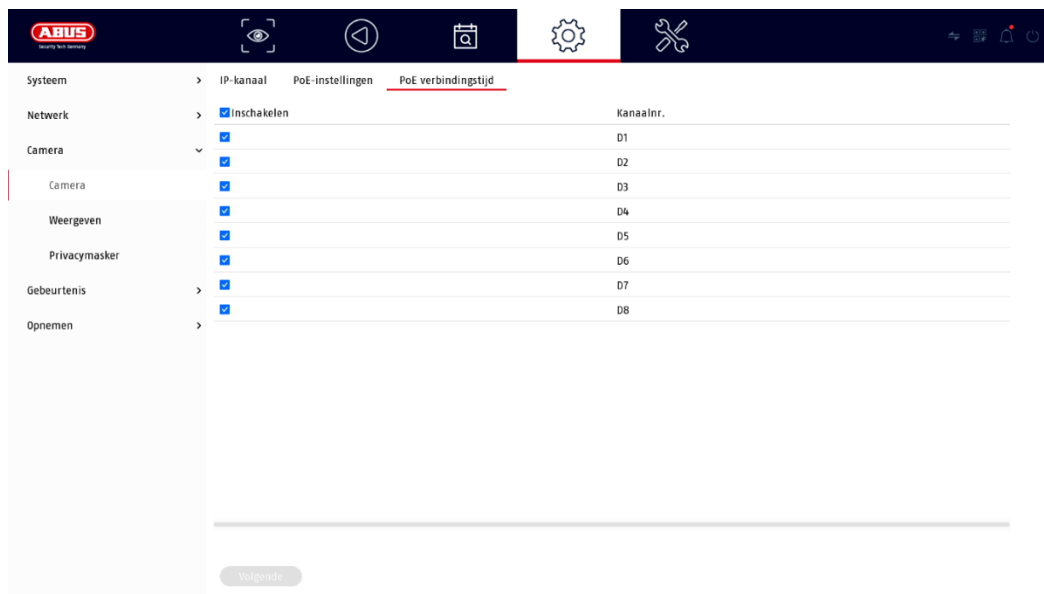 ABUS
Security Tech Germany
Systeem
IP-kanaal PoE-instellingen PoE verbindingstijd
Netwerk
Inschakelen Kanaalnr.
Camera
D1
D2
Camera
D3
Weergeven
D4
D5
Privacymasker
D6
Gebeurtenis
D7
Opnemen
D8
Volgende